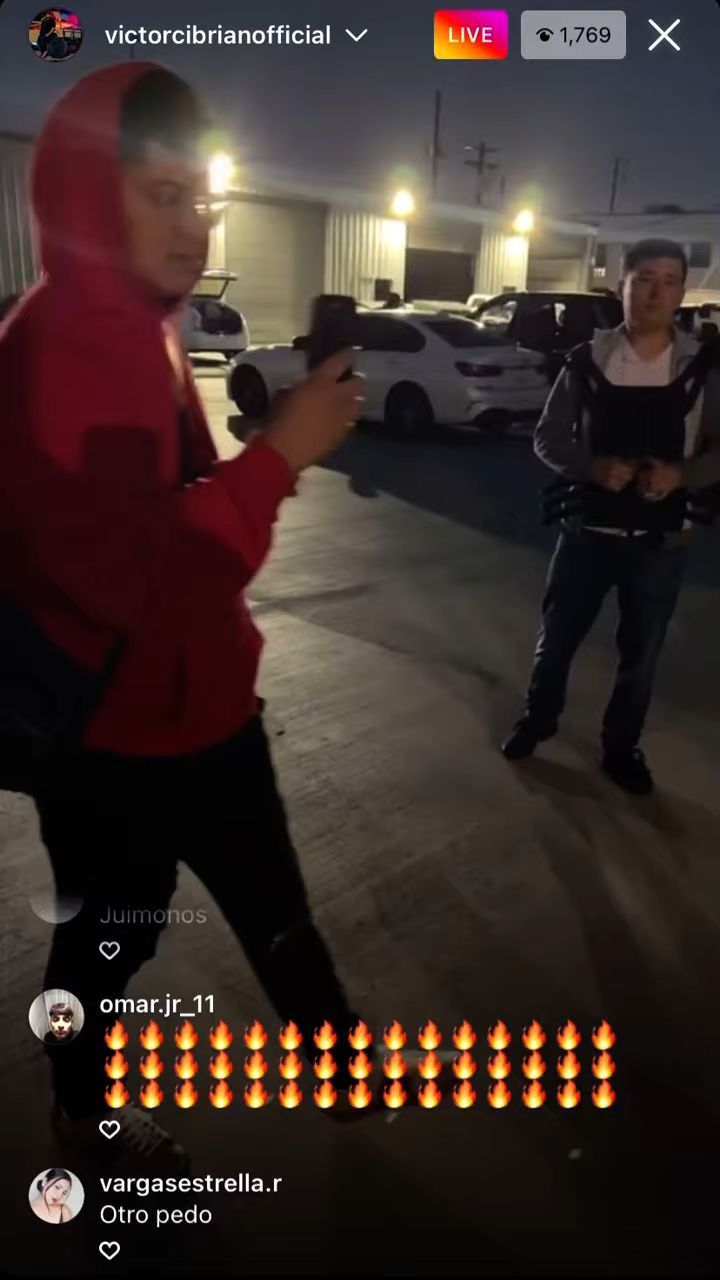 victorcibrianofficial
LIVE
1,769
Juimonos
omar.jr_11
🔥🔥🔥🔥🔥🔥🔥🔥🔥🔥🔥🔥🔥🔥🔥
🔥🔥🔥🔥🔥🔥🔥🔥🔥🔥🔥🔥🔥🔥🔥
🔥🔥🔥🔥🔥🔥🔥🔥🔥🔥🔥🔥🔥🔥🔥
vargasestrella.r
Otro pedo